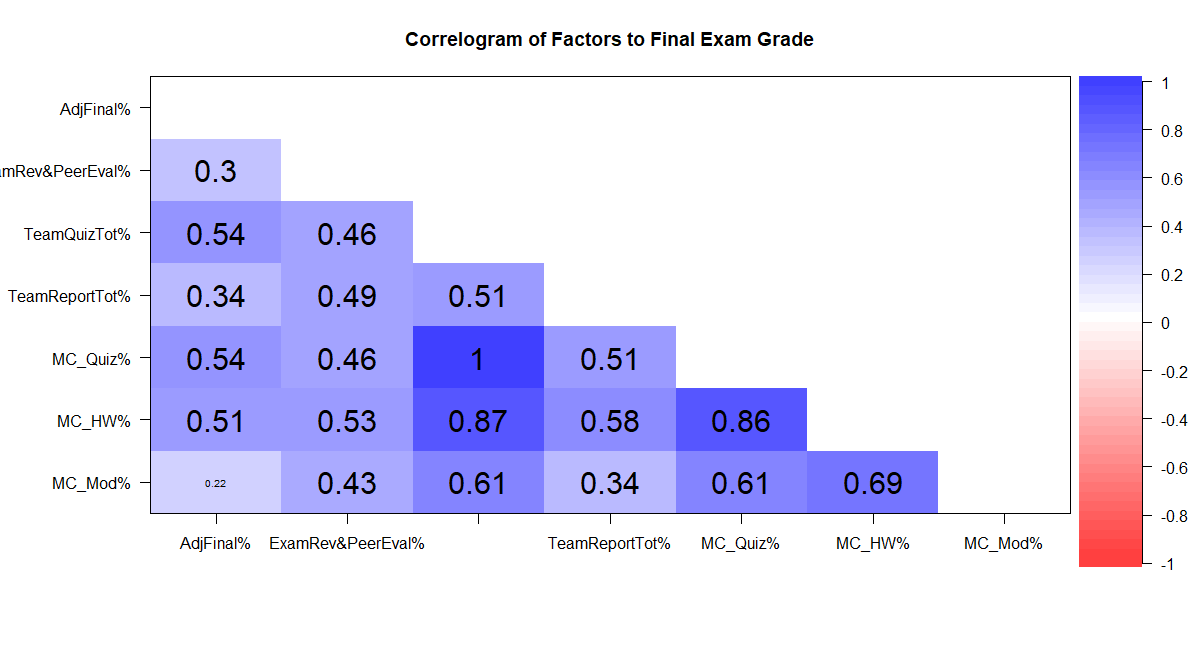 Correlogram of Factors to Final Exam Grade
AdjFinal%
amRev&PeerEval% 0.3
TeamQuizTot% 0.54 0.46
TeamReportTot% 0.34 0.49 0.51
MC_Quiz% 0.54 0.46 1 0.51
MC_HW% 0.51 0.53 0.87 0.58 0.86
MC_Mod% 0.22 0.43 0.61 0.34 0.61 0.69
AdjFinal% ExamRev&PeerEval% TeamReportTot% MC_Quiz% MC_HW% MC_Mod%
1
0.8
0.6
0.4
0.2
0
-0.2
-0.4
-0.6
-0.8
-1